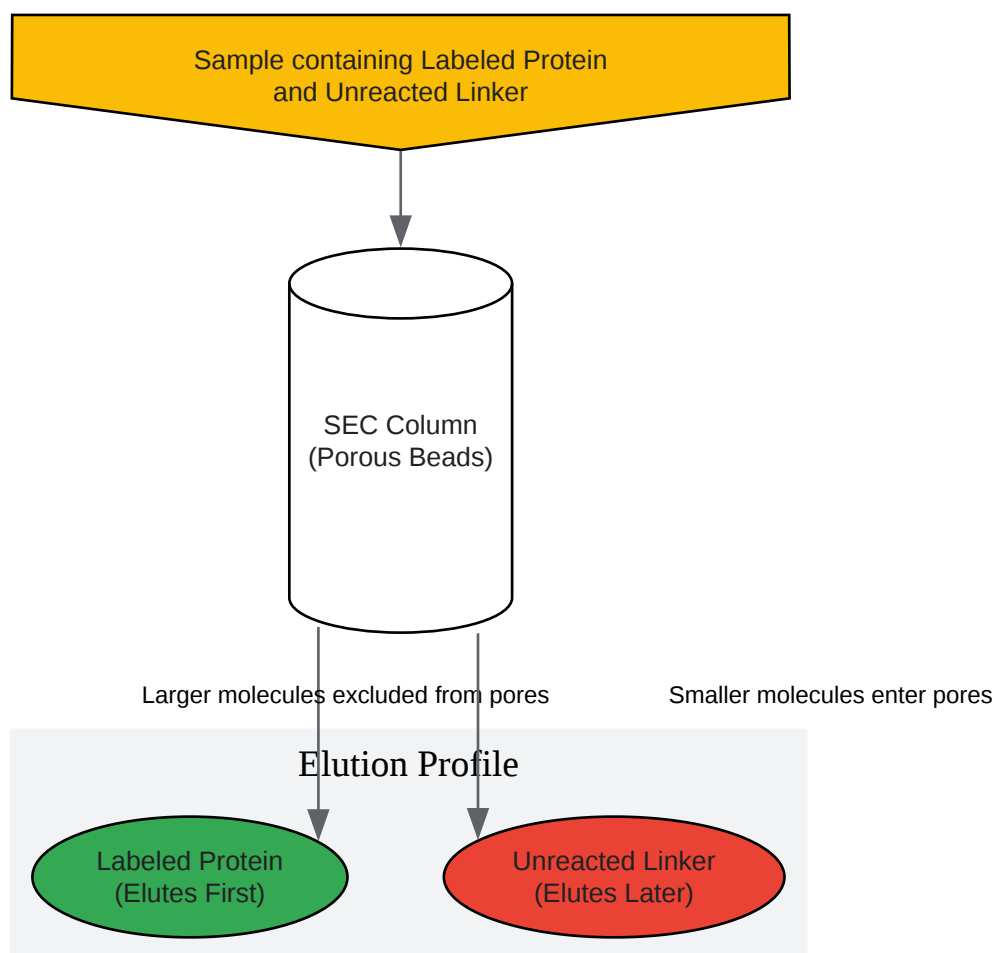 Sample containing Labeled Protein
and Unreacted Linker
SEC Column
(Porous Beads)
Larger molecules excluded from pores
Smaller molecules enter pores
Elution Profile
Labeled Protein
(Elutes First)
Unreacted Linker
(Elutes Later)